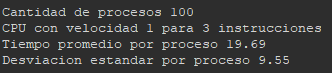 Cantidad de procesos 100
CPU con velocidad 1 para 3 instrucciones
Tiempo promedio por proceso 19.69
Desviacion estandar por proceso 9.55